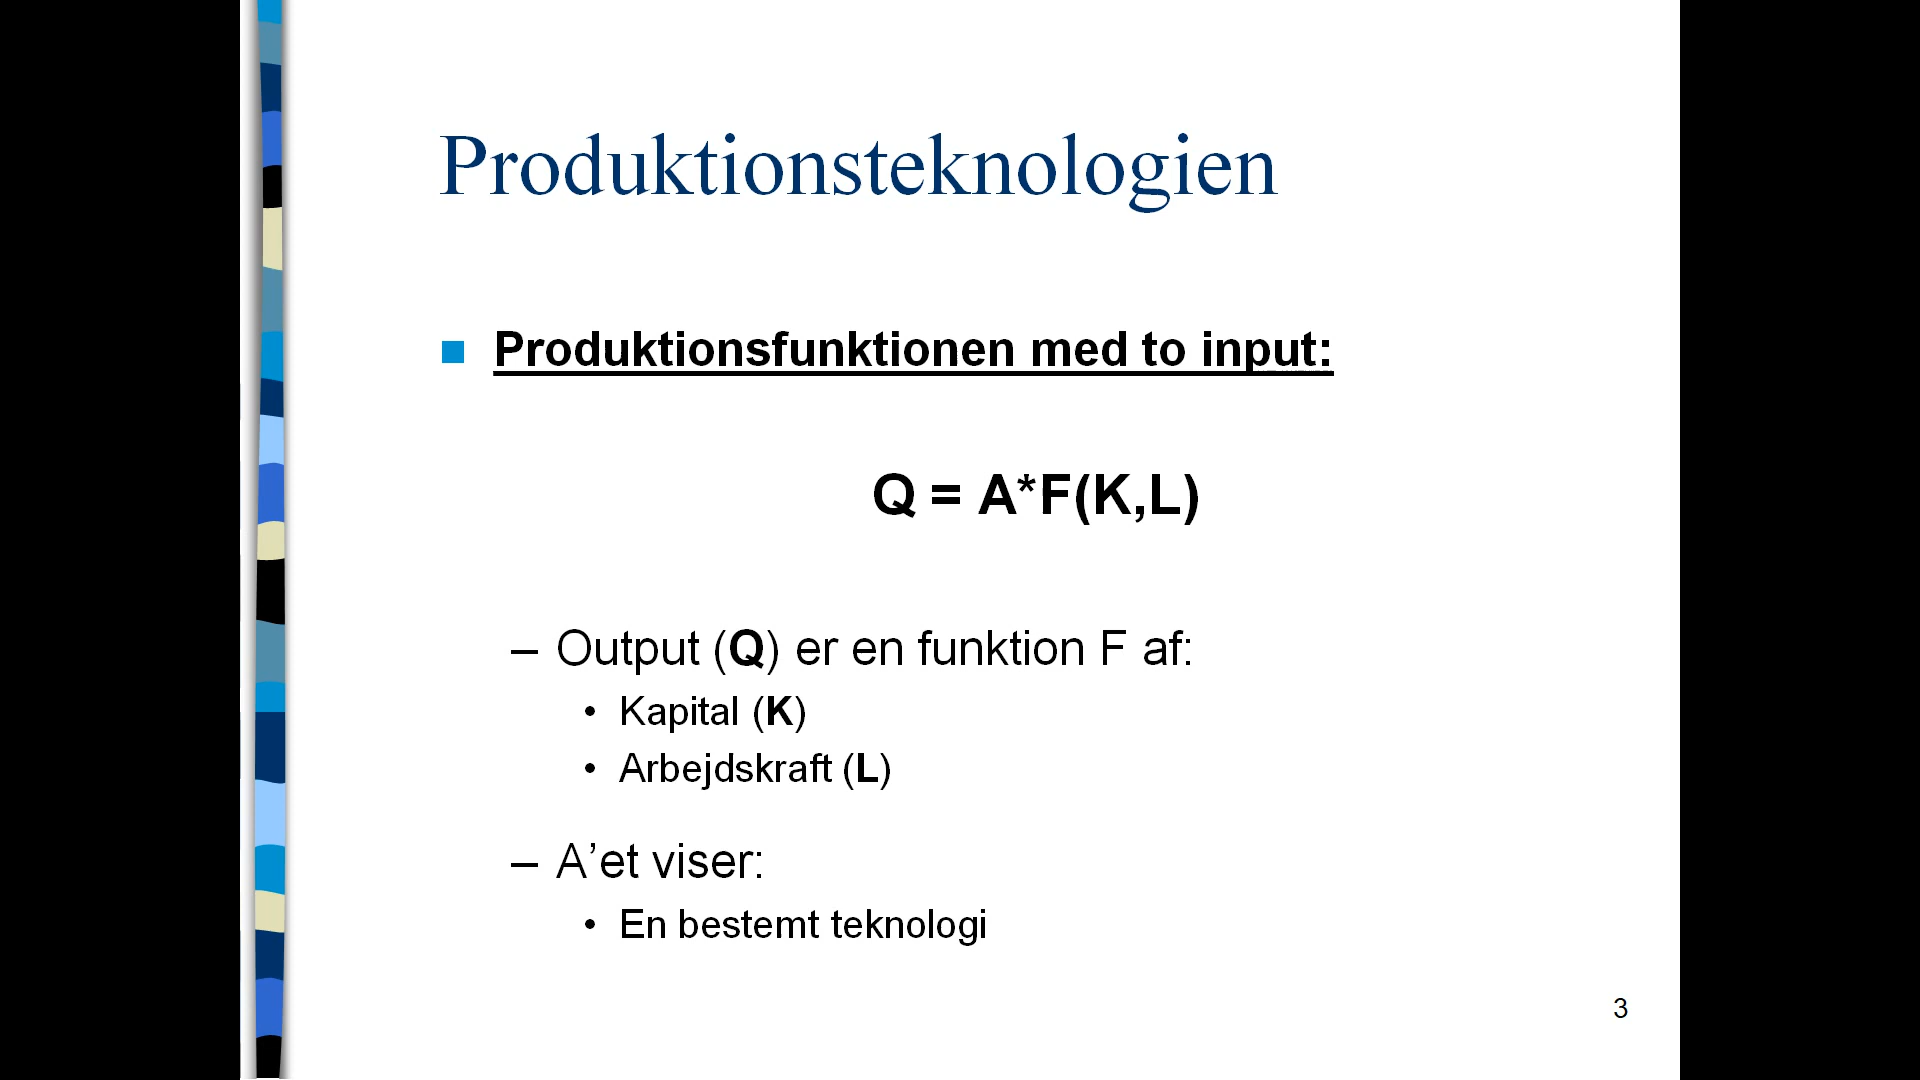 Produktionsteknologien
Produktionsfunktionen med to input:
Q = A*F(K,L)
– Output (Q) er en funktion F af:
• Kapital (K)
• Arbejdskraft (L)
– A’et viser:
• En bestemt teknologi
3